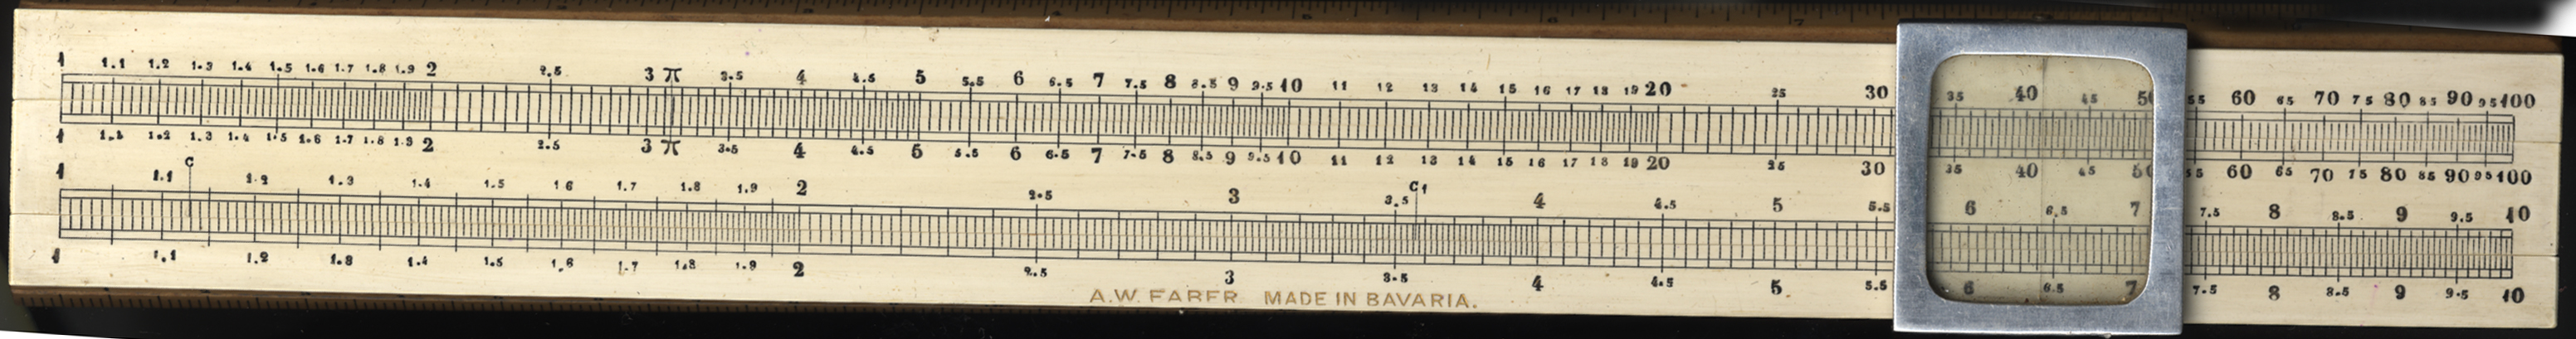 1 1.1 1.2 1.3 1.4 1.5 1.6 1.7 1.8 1.9 2 2.5 3 π 3.5 4 4.5 5 5.5 6 6.5 7 7.5 8 8.5 9 9.5 10 11 12 13 14 15 16 17 18 19 20 25 30 35 40 45 50 55 60 65 70 75 80 85 90 95 100
1 1.1 1.2 1.3 1.4 1.5 1.6 1.7 1.8 1.9 2 2.5 3 π 3.5 4 4.5 5 5.5 6 6.5 7 7.5 8 8.5 9 9.5 10 11 12 13 14 15 16 17 18 19 20 25 30 35 40 45 50 55 60 65 70 75 80 85 90 95 100
1 1.1 C 1.2 1.3 1.4 1.5 1.6 1.7 1.8 1.9 2 2.5 3 3.5 C1 4 4.5 5 5.5 6 6.5 7 7.5 8 8.5 9 9.5 10
1 1.1 1.2 1.3 1.4 1.5 1.6 1.7 1.8 1.9 2 2.5 3 3.5 4 4.5 5 5.5 6 6.5 7 7.5 8 8.5 9 9.5 10
A.W. FABER MADE IN BAVARIA.